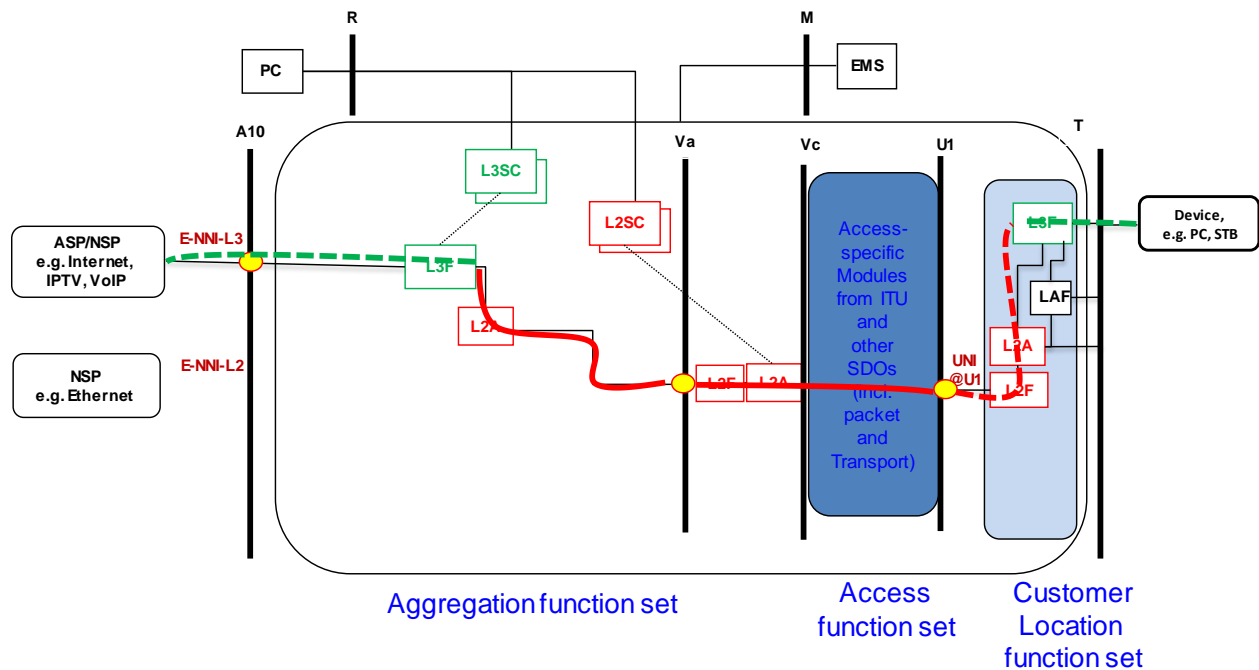 R
M
PC
EMS
A10
Va
Vc
U1
T
L3SC
L2SC
ASP/NSP
e.g. Internet,
IPTV, VoIP
E-NNI-L3
L3F
L2A
NSP
e.g. Ethernet
E-NNI-L2
L2F
L2A
Access-
specific
Modules
from ITU
and
other
SDOs
(incl.
packet
and
Transport)
UNI
@U1
L3F
LAF
L2A
L2F
Device,
e.g. PC, STB
Aggregation function set
Access
function set
Customer
Location
function set